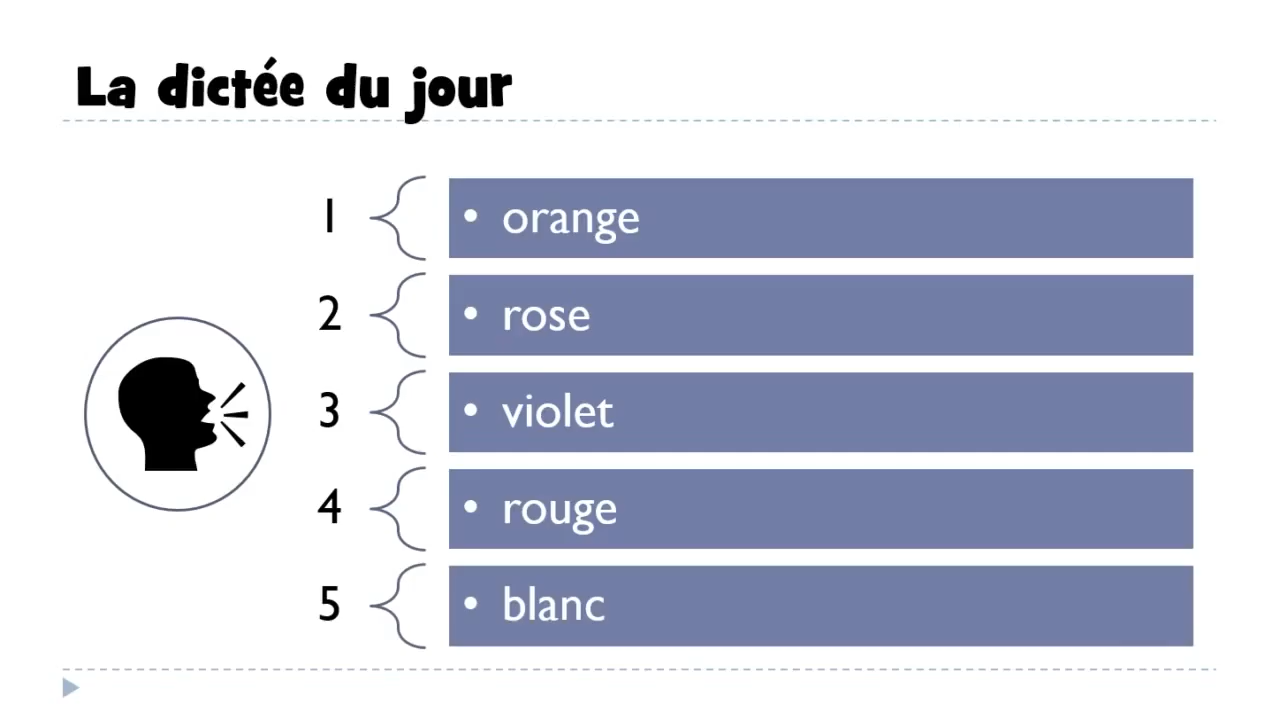 La dictée du jour
1
• orange
2
• rose
3
• violet
4
• rouge
5
• blanc